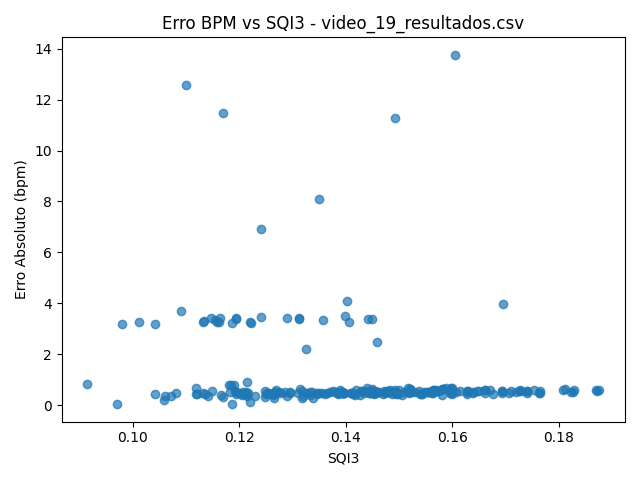 Erro BPM vs SQI3 - video_19_resultados.csv
Erro Absoluto (bpm)
14
12
10
8
6
4
2
0
0.10 0.12 0.14 0.16 0.18
SQI3